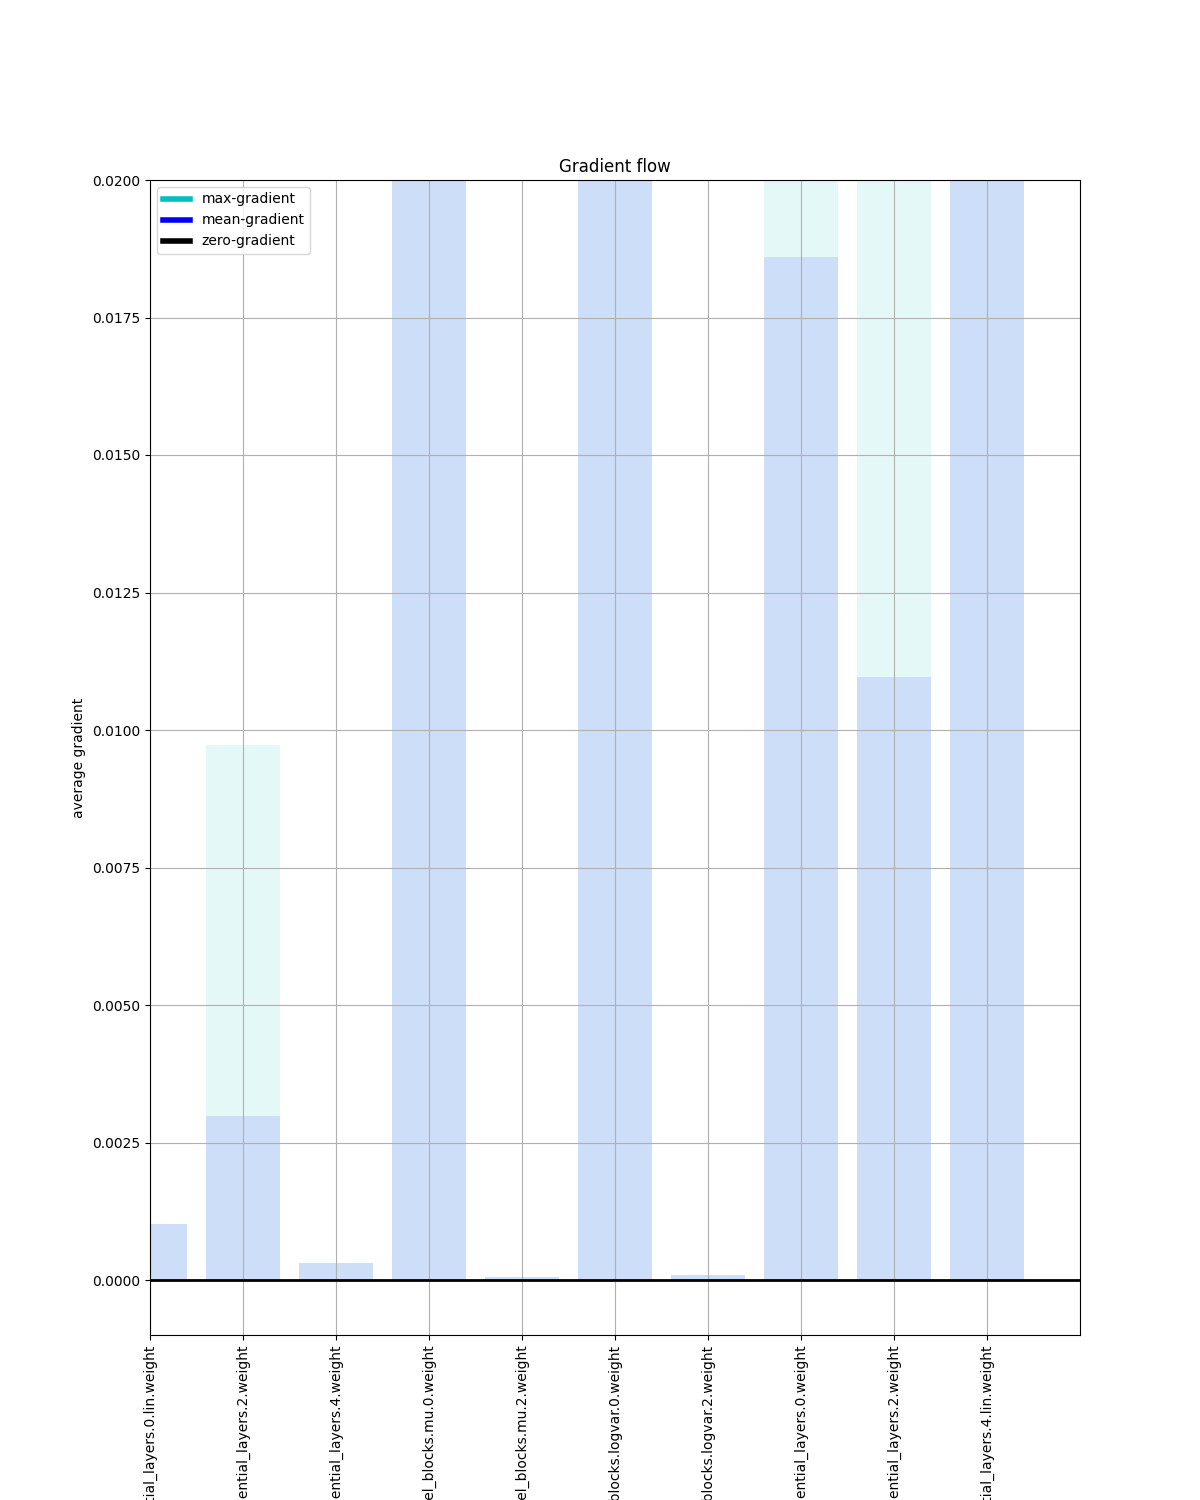 Gradient flow
max-gradient
mean-gradient
zero-gradient
0.0200
0.0175
0.0150
0.0125
0.0100
0.0075
0.0050
0.0025
0.0000
average gradient
tial_layers.0.lin.weight
ential_layers.2.weight
ential_layers.4.weight
el_blocks.mu.0.weight
el_blocks.mu.2.weight
blocks.logvar.0.weight
blocks.logvar.2.weight
ential_layers.0.weight
ential_layers.2.weight
tial_layers.4.lin.weight